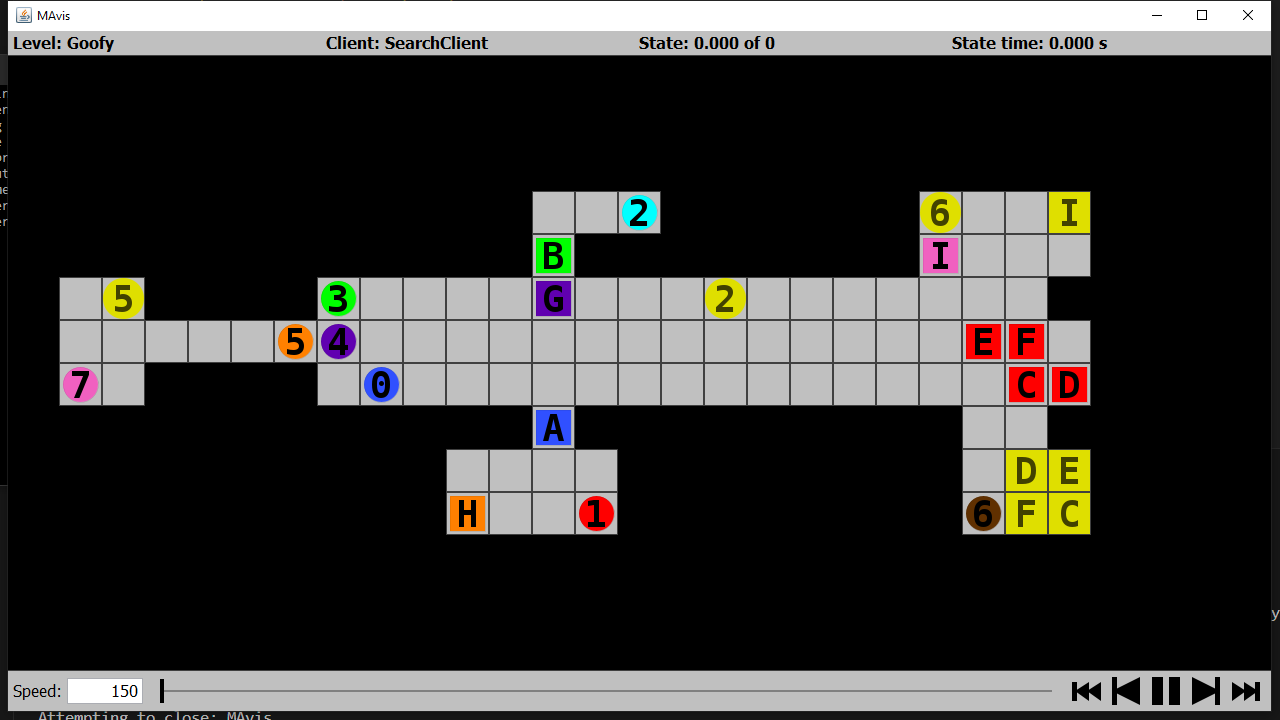 MAvis
Level: Goofy Client: SearchClient State: 0.000 of 0 State time: 0.000 s
2 6 I
B I
5 3 G 2
5 4 E F
7 0 C D
A
D E
H 1 6 F C
Speed: 150
Attempting to close: MAvis